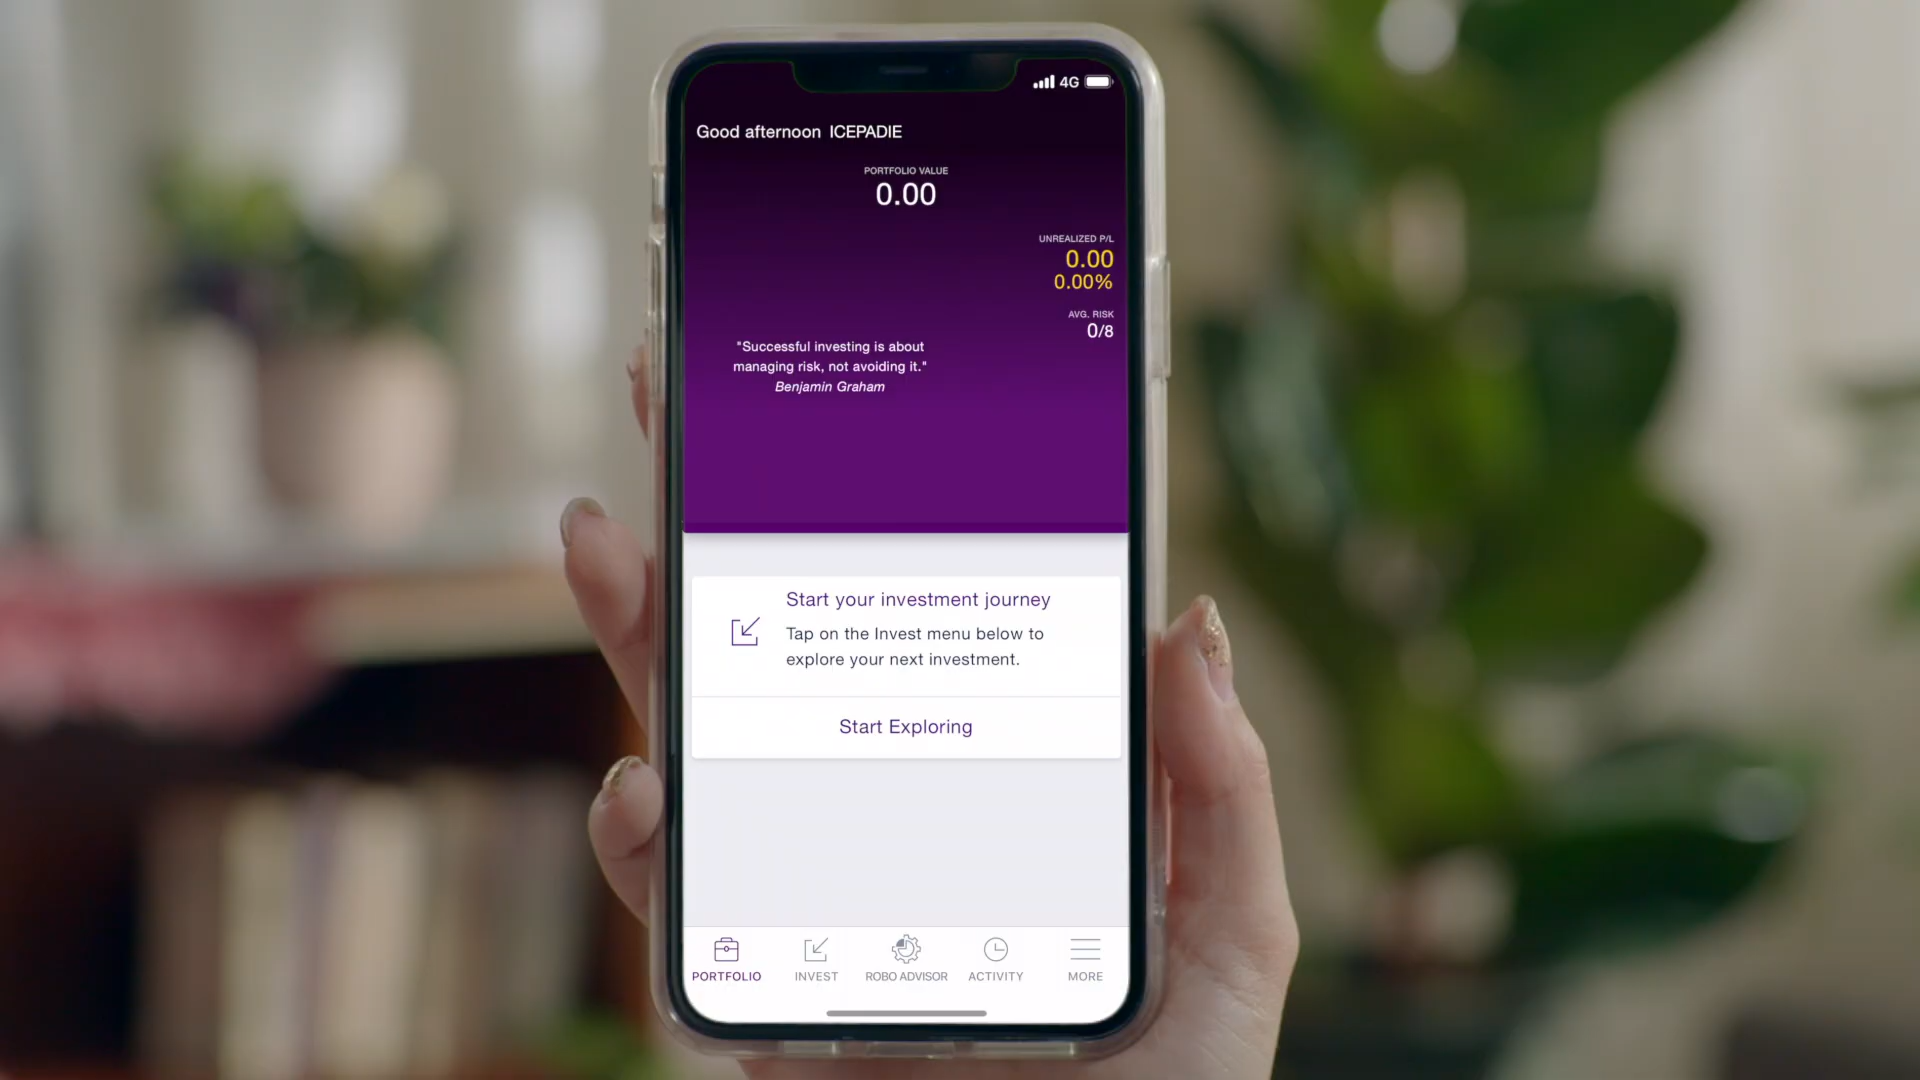 4G
Good afternoon ICEPADIE
PORTFOLIO VALUE
0.00
UNREALIZED P/L
0.00
0.00%
AVG. RISK
0/8
"Successful investing is about
managing risk, not avoiding it."
Benjamin Graham
Start your investment journey
Tap on the Invest menu below to
explore your next investment.
Start Exploring
PORTFOLIO
INVEST
ROBO ADVISOR
ACTIVITY
MORE